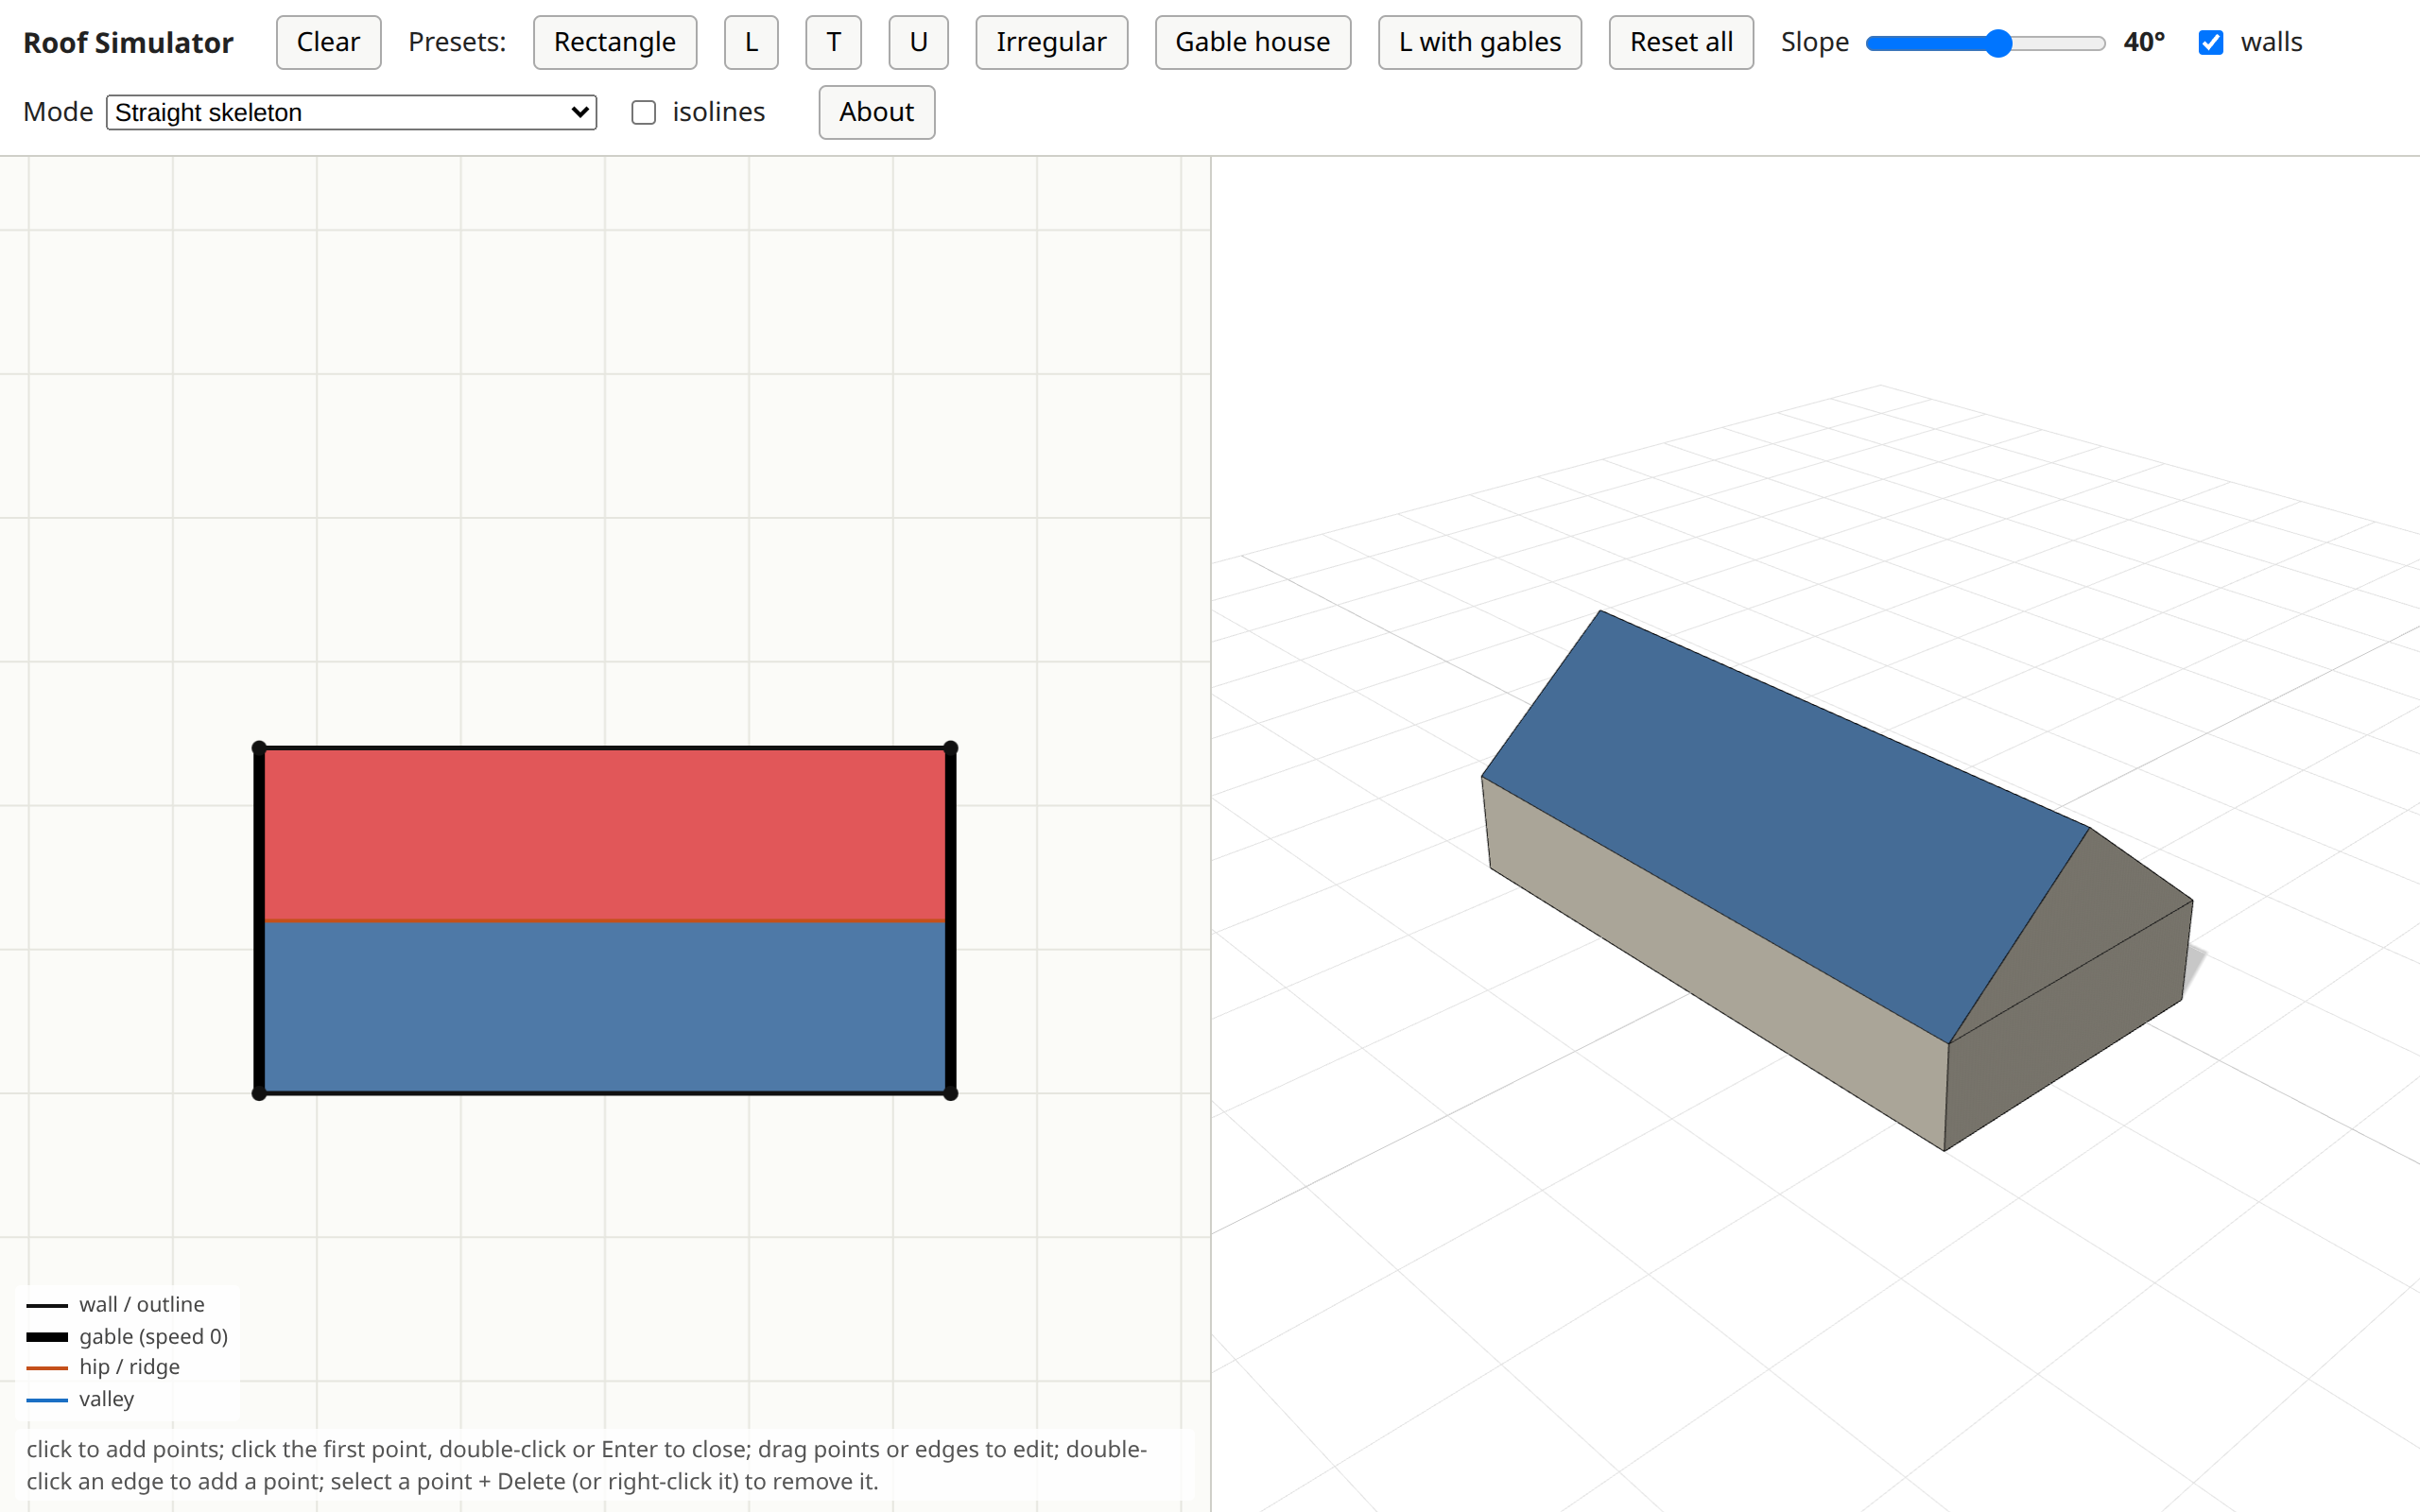 Roof Simulator Clear Presets: Rectangle L T U Irregular Gable house L with gables Reset all Slope 40° walls
Mode Straight skeleton isolines About
wall / outline
gable (speed 0)
hip / ridge
valley
click to add points; click the first point, double-click or Enter to close; drag points or edges to edit; double-
click an edge to add a point; select a point + Delete (or right-click it) to remove it.